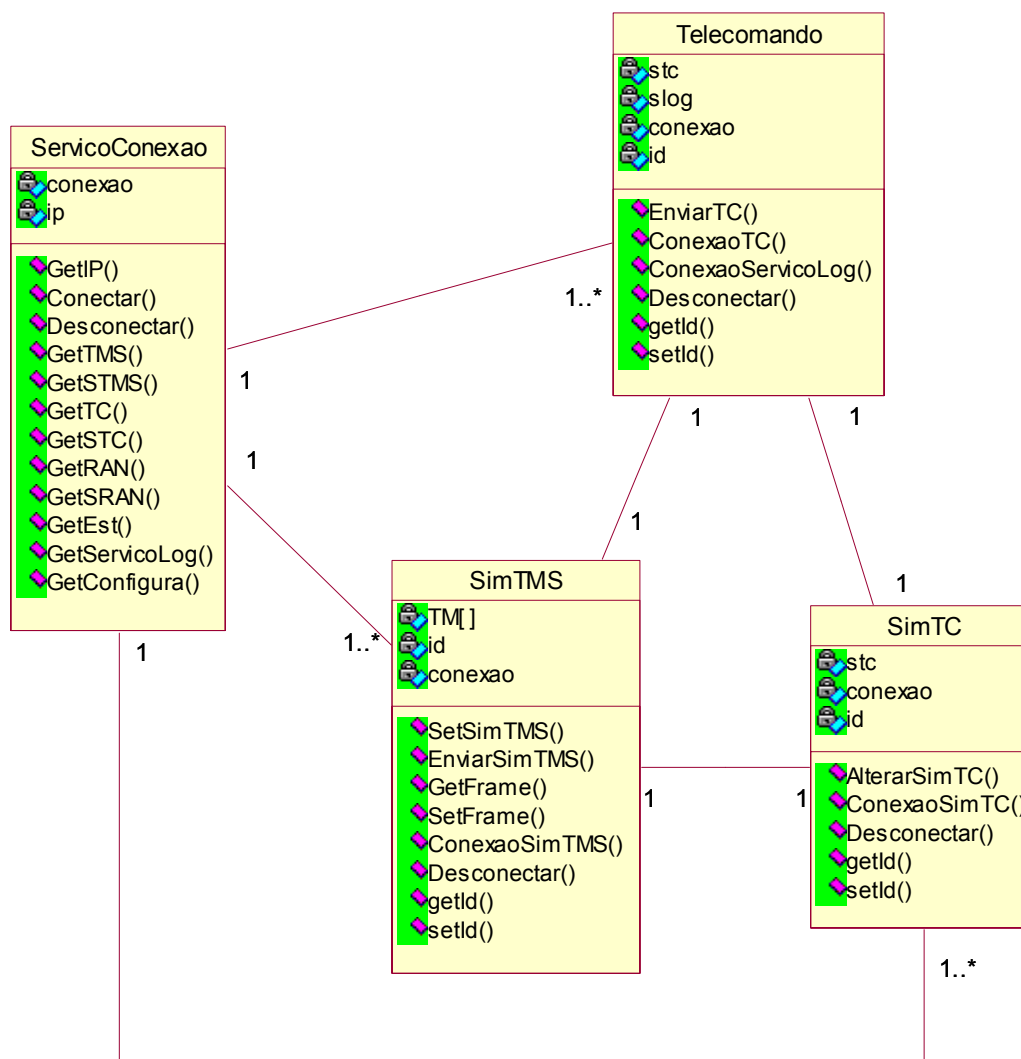 Telecomando
stc
slog
conexao
id
EnviarTC()
ConexaoTC()
ConexaoServicoLog()
Desconectar()
getId()
setId()
ServicoConexao
conexao
ip
GetIP()
Conectar()
Desconectar()
GetTMS()
GetSTMS()
GetTC()
GetSTC()
GetRAN()
GetSRAN()
GetEst()
GetServicoLog()
GetConfigura()
1..*
1
1
1
1
1
1
1..*
1
SimTMS
TM[ ]
id
conexao
SetSimTMS()
EnviarSimTMS()
GetFrame()
SetFrame()
ConexaoSimTMS()
Desconectar()
getId()
setId()
1
1
SimTC
stc
conexao
id
AlterarSimTC()
ConexaoSimTC()
Desconectar()
getId()
setId()
1..*